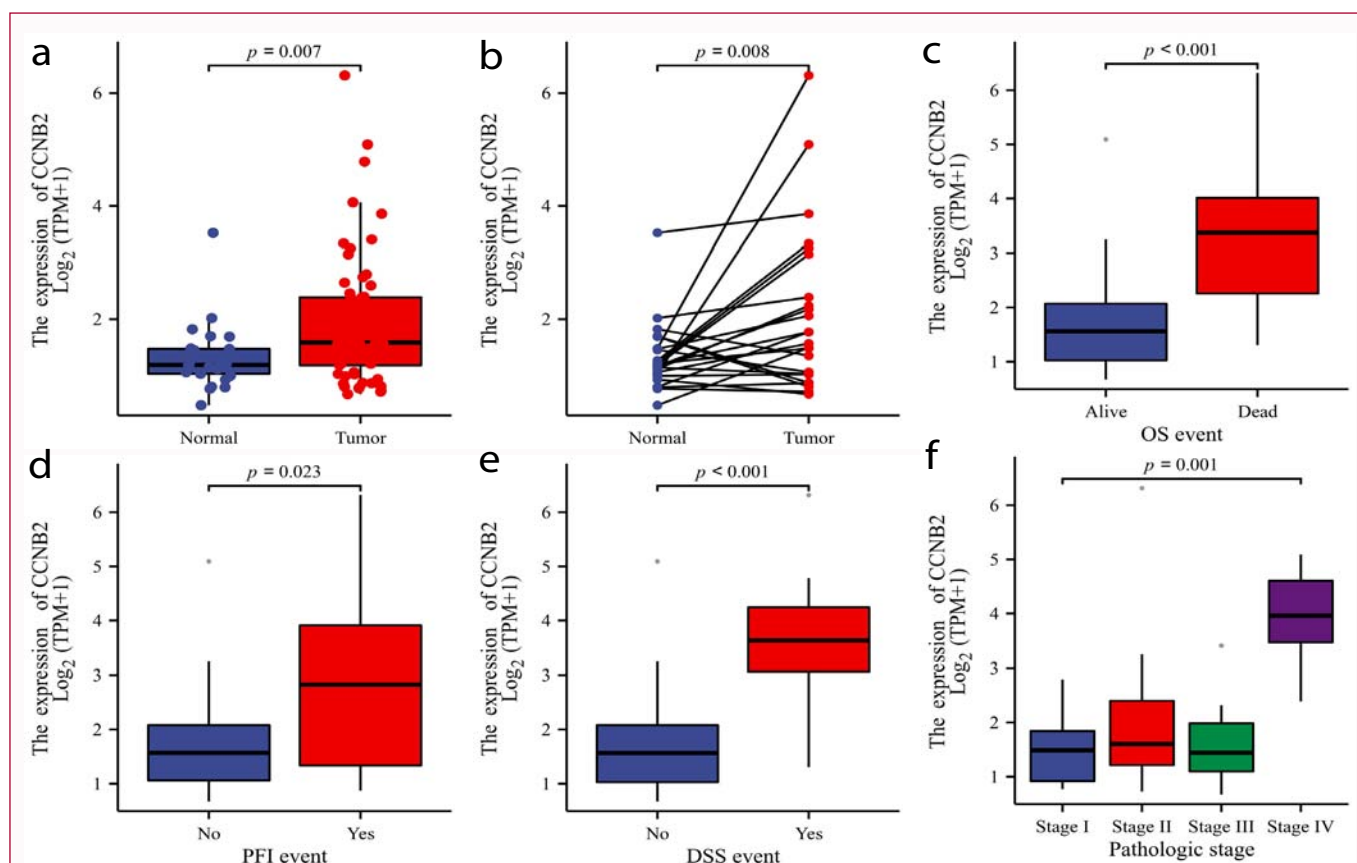 a
p = 0.007
The expression of CCNB2
Log2 (TPM+1)
6
4
2
Normal Tumor
b
p = 0.008
The expression of CCNB2
Log2 (TPM+1)
6
4
2
Normal Tumor
c
p < 0.001
The expression of CCNB2
Log2 (TPM+1)
6
5
4
3
2
1
Alive Dead
OS event
d
p = 0.023
The expression of CCNB2
Log2 (TPM+1)
6
5
4
3
2
1
No Yes
PFI event
e
p < 0.001
The expression of CCNB2
Log2 (TPM+1)
6
5
4
3
2
1
No Yes
DSS event
f
p = 0.001
The expression of CCNB2
Log2 (TPM+1)
6
5
4
3
2
1
Stage I Stage II Stage III Stage IV
Pathologic stage